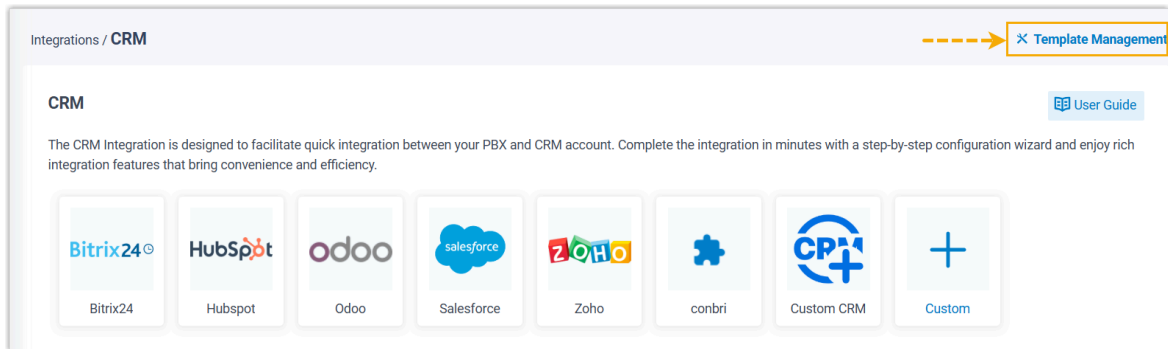 Integrations / CRM
Template Management
CRM
User Guide
The CRM Integration is designed to facilitate quick integration between your PBX and CRM account. Complete the integration in minutes with a step-by-step configuration wizard and enjoy rich
integration features that bring convenience and efficiency.
Bitrix24
HubSpot
odoo
salesforce
ZOHO
CRM
Bitrix24
Hubspot
Odoo
Salesforce
Zoho
conbri
Custom CRM
Custom